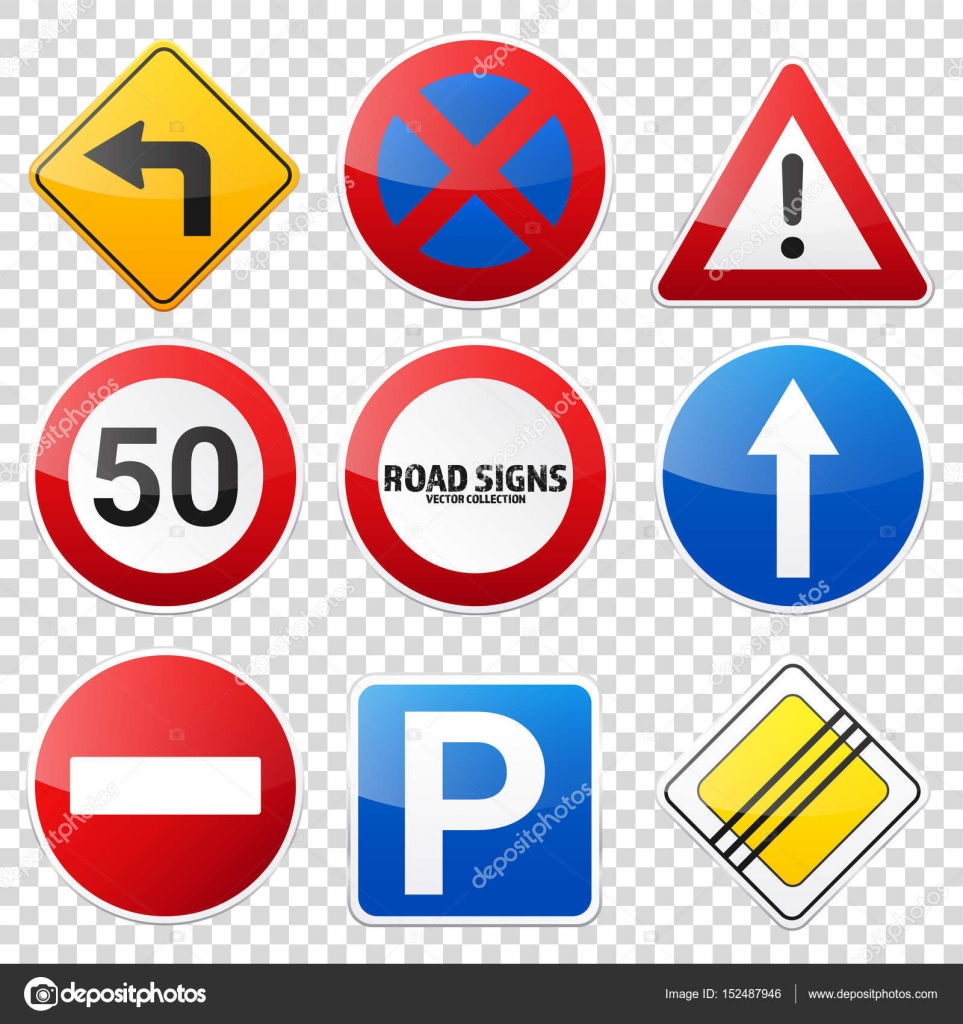 50
ROAD SIGNS
VECTOR COLLECTION
P
depositphotos
Image ID: 152487946
www.depositphotos.com